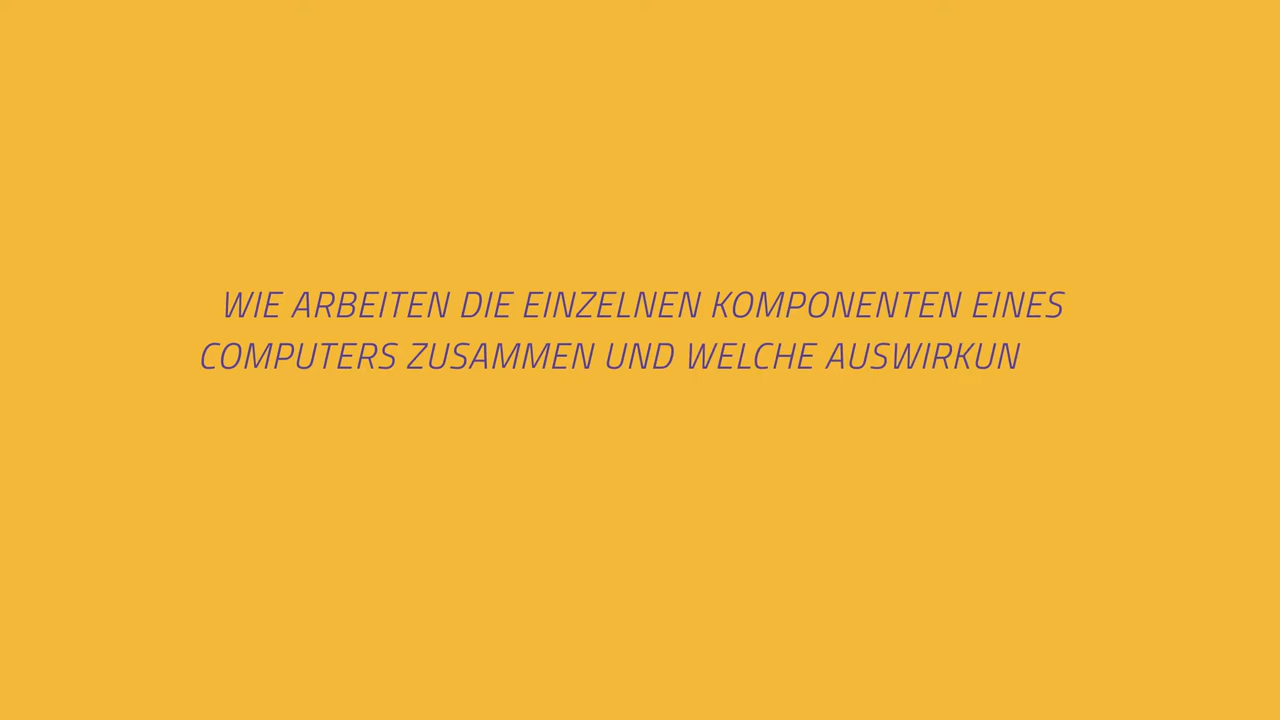 WIE ARBEITEN DIE EINZELNEN KOMPONENTEN EINES
COMPUTERS ZUSAMMEN UND WELCHE AUSWIRKUN